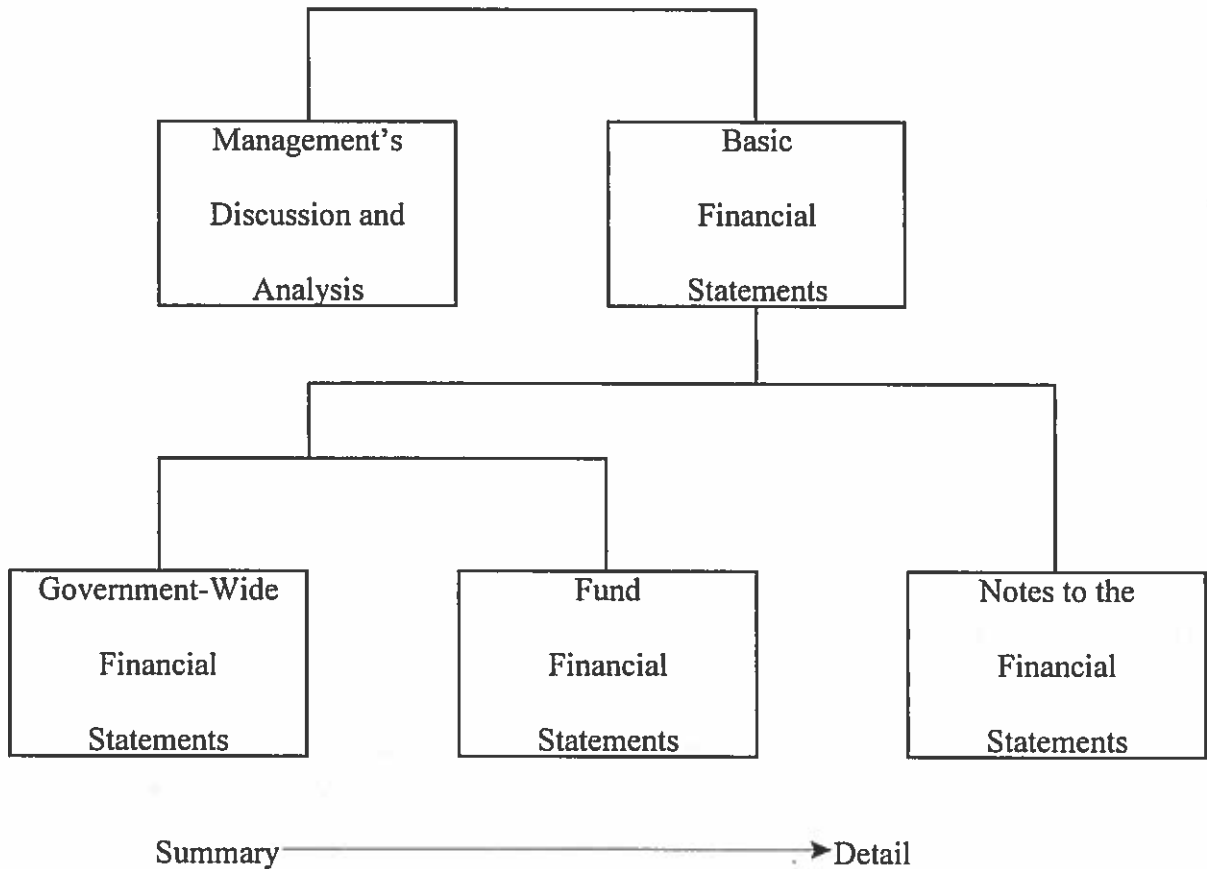 Management's
Discussion and
Analysis
Basic
Financial
Statements
Government-Wide
Financial
Statements
Fund
Financial
Statements
Notes to the
Financial
Statements
Summary
Detail